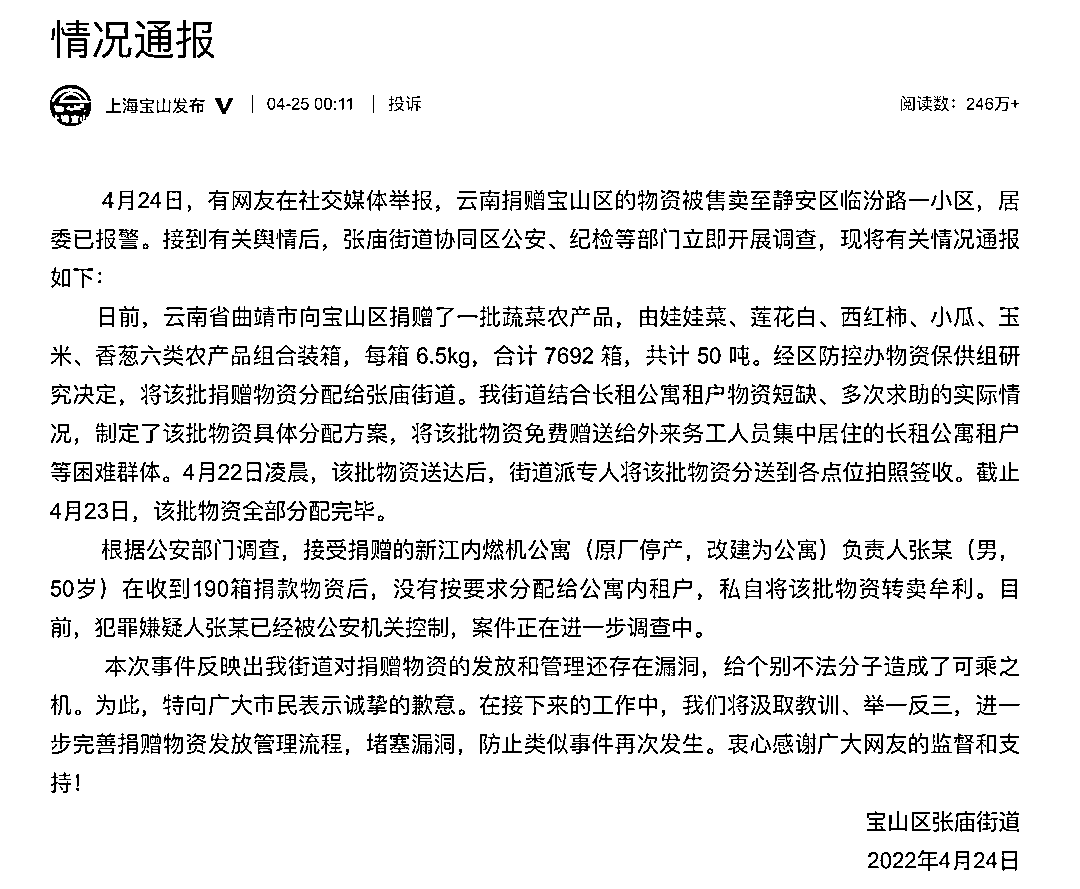 情况通报
上海宝山发布 V | 04-25 00:11 | 投诉 阅读数：246万+
4月24日，有网友在社交媒体举报，云南捐赠宝山区的物资被售卖至静安区临汾路一小区，居
委已报警。接到有关舆情后，张庙街道协同区公安、纪检等部门立即开展调查，现将有关情况通报
如下：
日前，云南省曲靖市向宝山区捐赠了一批蔬菜农产品，由娃娃菜、莲花白、西红柿、小瓜、玉
米、香葱六类农产品组合装箱，每箱 6.5kg，合计 7692 箱，共计 50 吨。经区防控办物资保供组研
究决定，将该批捐赠物资分配给张庙街道。我街道结合长租公寓租户物资短缺、多次求助的实际情
况，制定了该批物资具体分配方案，将该批物资免费赠送给外来务工人员集中居住的长租公寓租户
等困难群体。4月22日凌晨，该批物资送达后，街道派专人将该批物资分送到各点位拍照签收。截止
4月23日，该批物资全部分配完毕。
根据公安部门调查，接受捐赠的新江内燃机公寓（原厂停产，改建为公寓）负责人张某（男，
50岁）在收到190箱捐款物资后，没有按要求分配给公寓内租户，私自将该批物资转卖牟利。目
前，犯罪嫌疑人张某已经被公安机关控制，案件正在进一步调查中。
本次事件反映出我街道对捐赠物资的发放和管理还存在漏洞，给个别不法分子造成了可乘之
机。为此，特向广大市民表示诚挚的歉意。在接下来的工作中，我们将汲取教训、举一反三，进一
步完善捐赠物资发放管理流程，堵塞漏洞，防止类似事件再次发生。衷心感谢广大网友的监督和支
持！
宝山区张庙街道
2022年4月24日